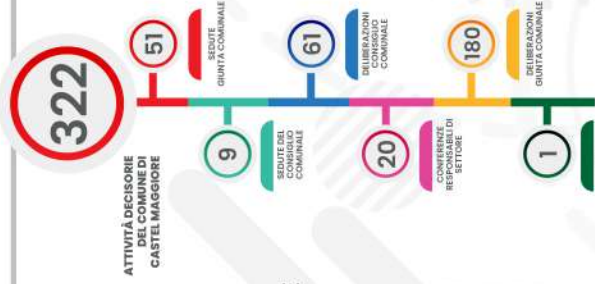 322
ATTIVITÀ DECISORIE
DEL COMUNE DI
CASTEL MAGGIORE
51
SEDUTE
GIUNTA COMUNALE
9
SEDUTE DEL
CONSIGLIO
COMUNALE
61
DELIBERAZIONI
CONSIGLIO
COMUNALE
20
CONFERENZE
RESPONSABILI DI
SETTORE
180
DELIBERAZIONI
GIUNTA COMUNALE
1